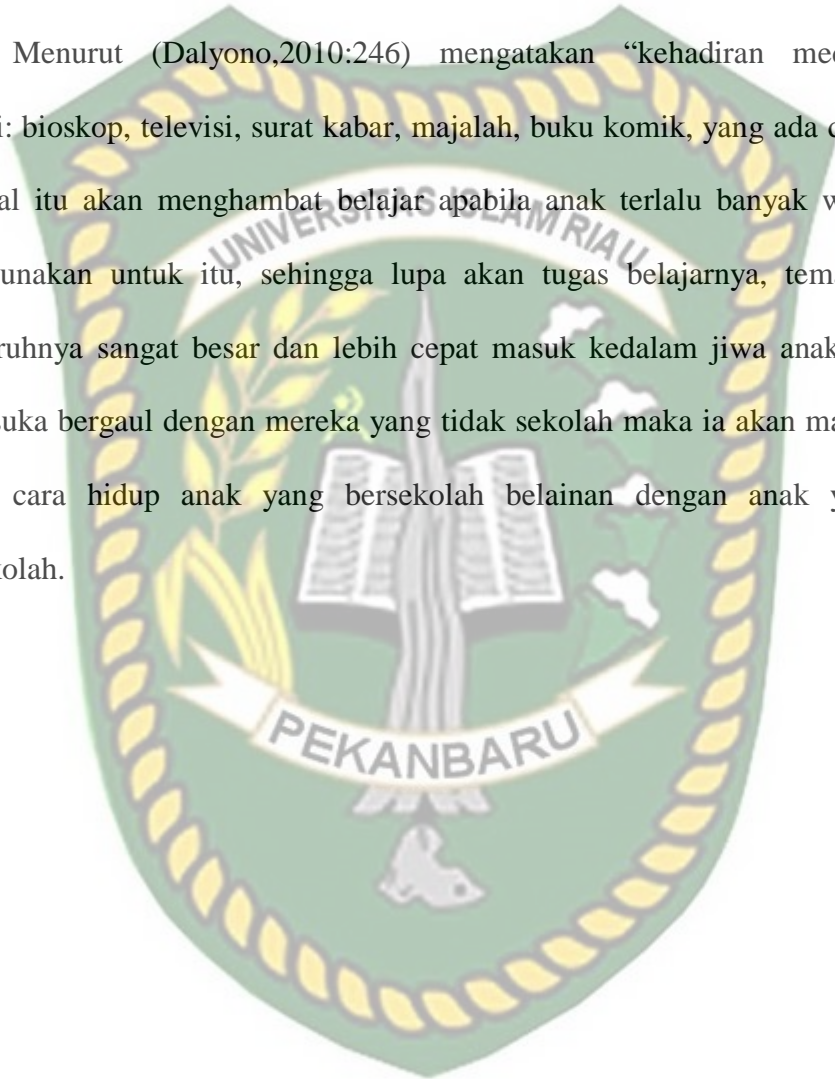 Menurut (Dalyono,2010:246) mengatakan “kehadiran med
i: bioskop, televisi, surat kabar, majalah, buku komik, yang ada d
al itu akan menghambat belajar apabila anak terlalu banyak w
UNIVERSITAS ISLAM RIAU
unakan untuk itu, sehingga lupa akan tugas belajarnya, tem
ruhnya sangat besar dan lebih cepat masuk kedalam jiwa anak
uka bergaul dengan mereka yang tidak sekolah maka ia akan ma
cara hidup anak yang bersekolah belainan dengan anak y
kolah.
PEKANBARU